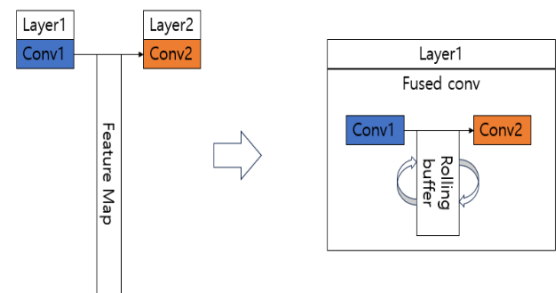 Layer1
Layer2
Conv1
Conv2
Feature Map
Layer1
Fused conv
Conv1
Conv2
Rolling
buffer